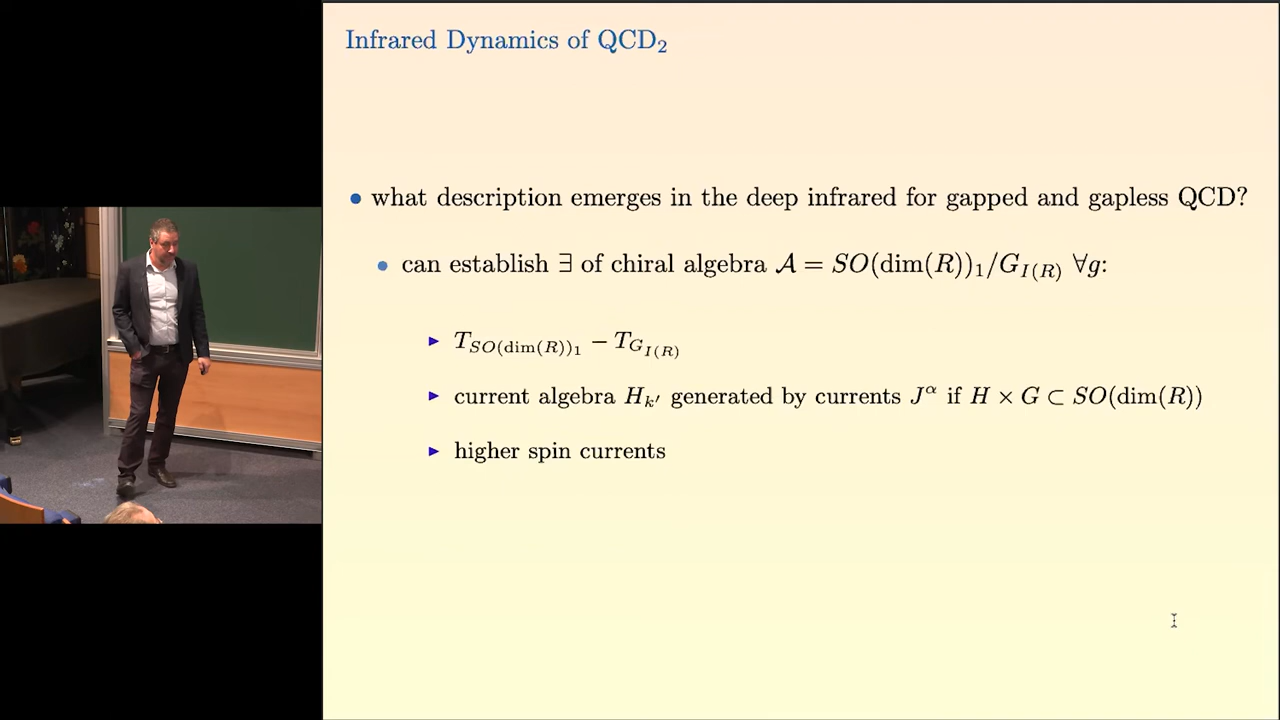 Infrared Dynamics of QCD₂
• what description emerges in the deep infrared for gapped and gapless QCD?
• can establish ∃ of chiral algebra 𝒜 = SO(dim(R))₁/G_{I(R)} ∀g:
▶ T_{SO(dim(R))₁} − T_{G_{I(R)}}
▶ current algebra H_{k′} generated by currents J^α if H × G ⊂ SO(dim(R))
▶ higher spin currents